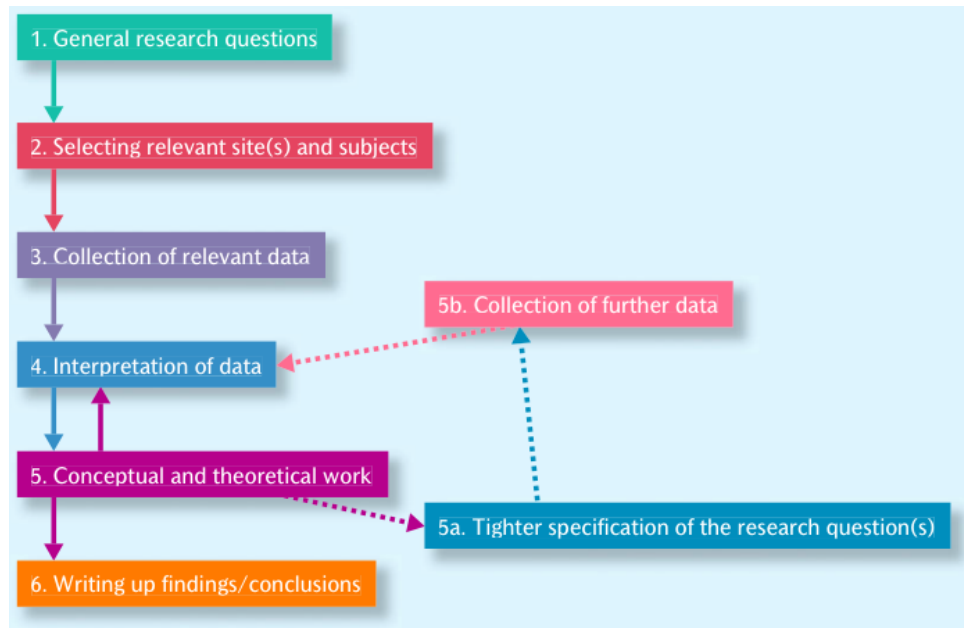 1. General research questions
2. Selecting relevant site(s) and subjects
3. Collection of relevant data
5b. Collection of further data
4. Interpretation of data
5. Conceptual and theoretical work
5a. Tighter specification of the research question(s)
6. Writing up findings/conclusions